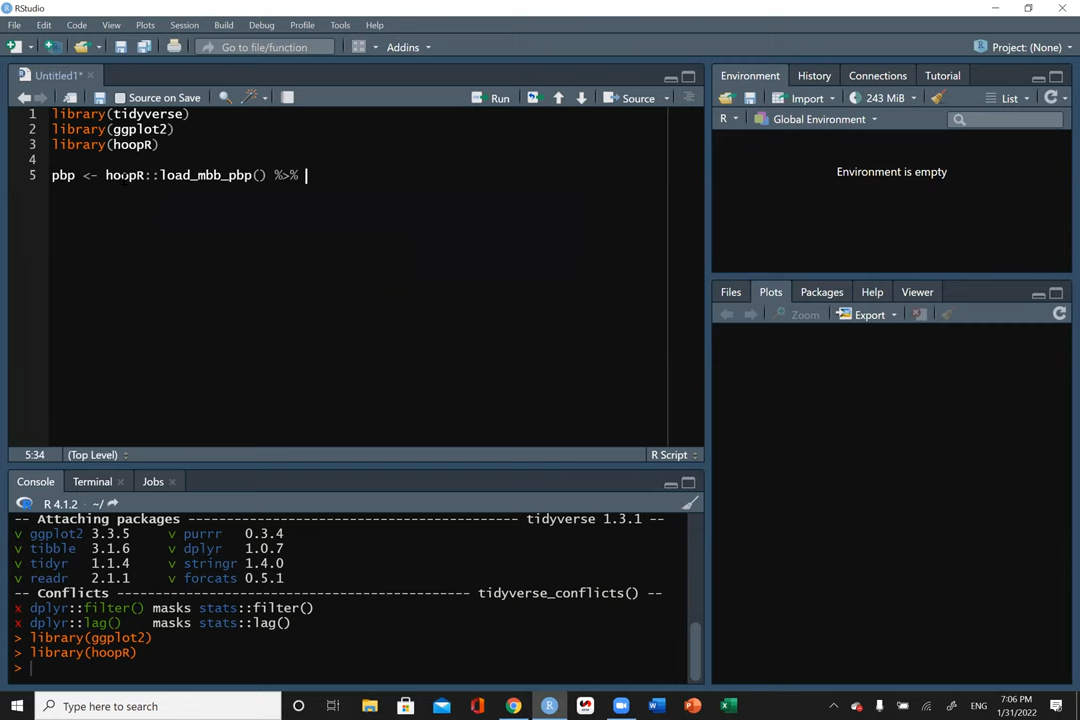 RStudio
File Edit Code View Plots Session Build Debug Profile Tools Help
Go to file/function Addins Project: (None)
Untitled1*
Source on Save Run Source
1 library(tidyverse)
2 library(ggplot2)
3 library(hoopR)
4
5 pbp <- hoopR::load_mbb_pbp() %>%
5:34 (Top Level) R Script
Console Terminal Jobs
R 4.1.2 · ~/
-- Attaching packages --------------------------------------- tidyverse 1.3.1 --
v ggplot2 3.3.5 v purrr 0.3.4
v tibble 3.1.6 v dplyr 1.0.7
v tidyr 1.1.4 v stringr 1.4.0
v readr 2.1.1 v forcats 0.5.1
-- Conflicts ------------------------------------------ tidyverse_conflicts() --
x dplyr::filter() masks stats::filter()
x dplyr::lag() masks stats::lag()
> library(ggplot2)
> library(hoopR)
>
Environment History Connections Tutorial
Import 243 MiB List
R Global Environment
Environment is empty
Files Plots Packages Help Viewer
Zoom Export
Type here to search
ENG
7:06 PM
1/31/2022